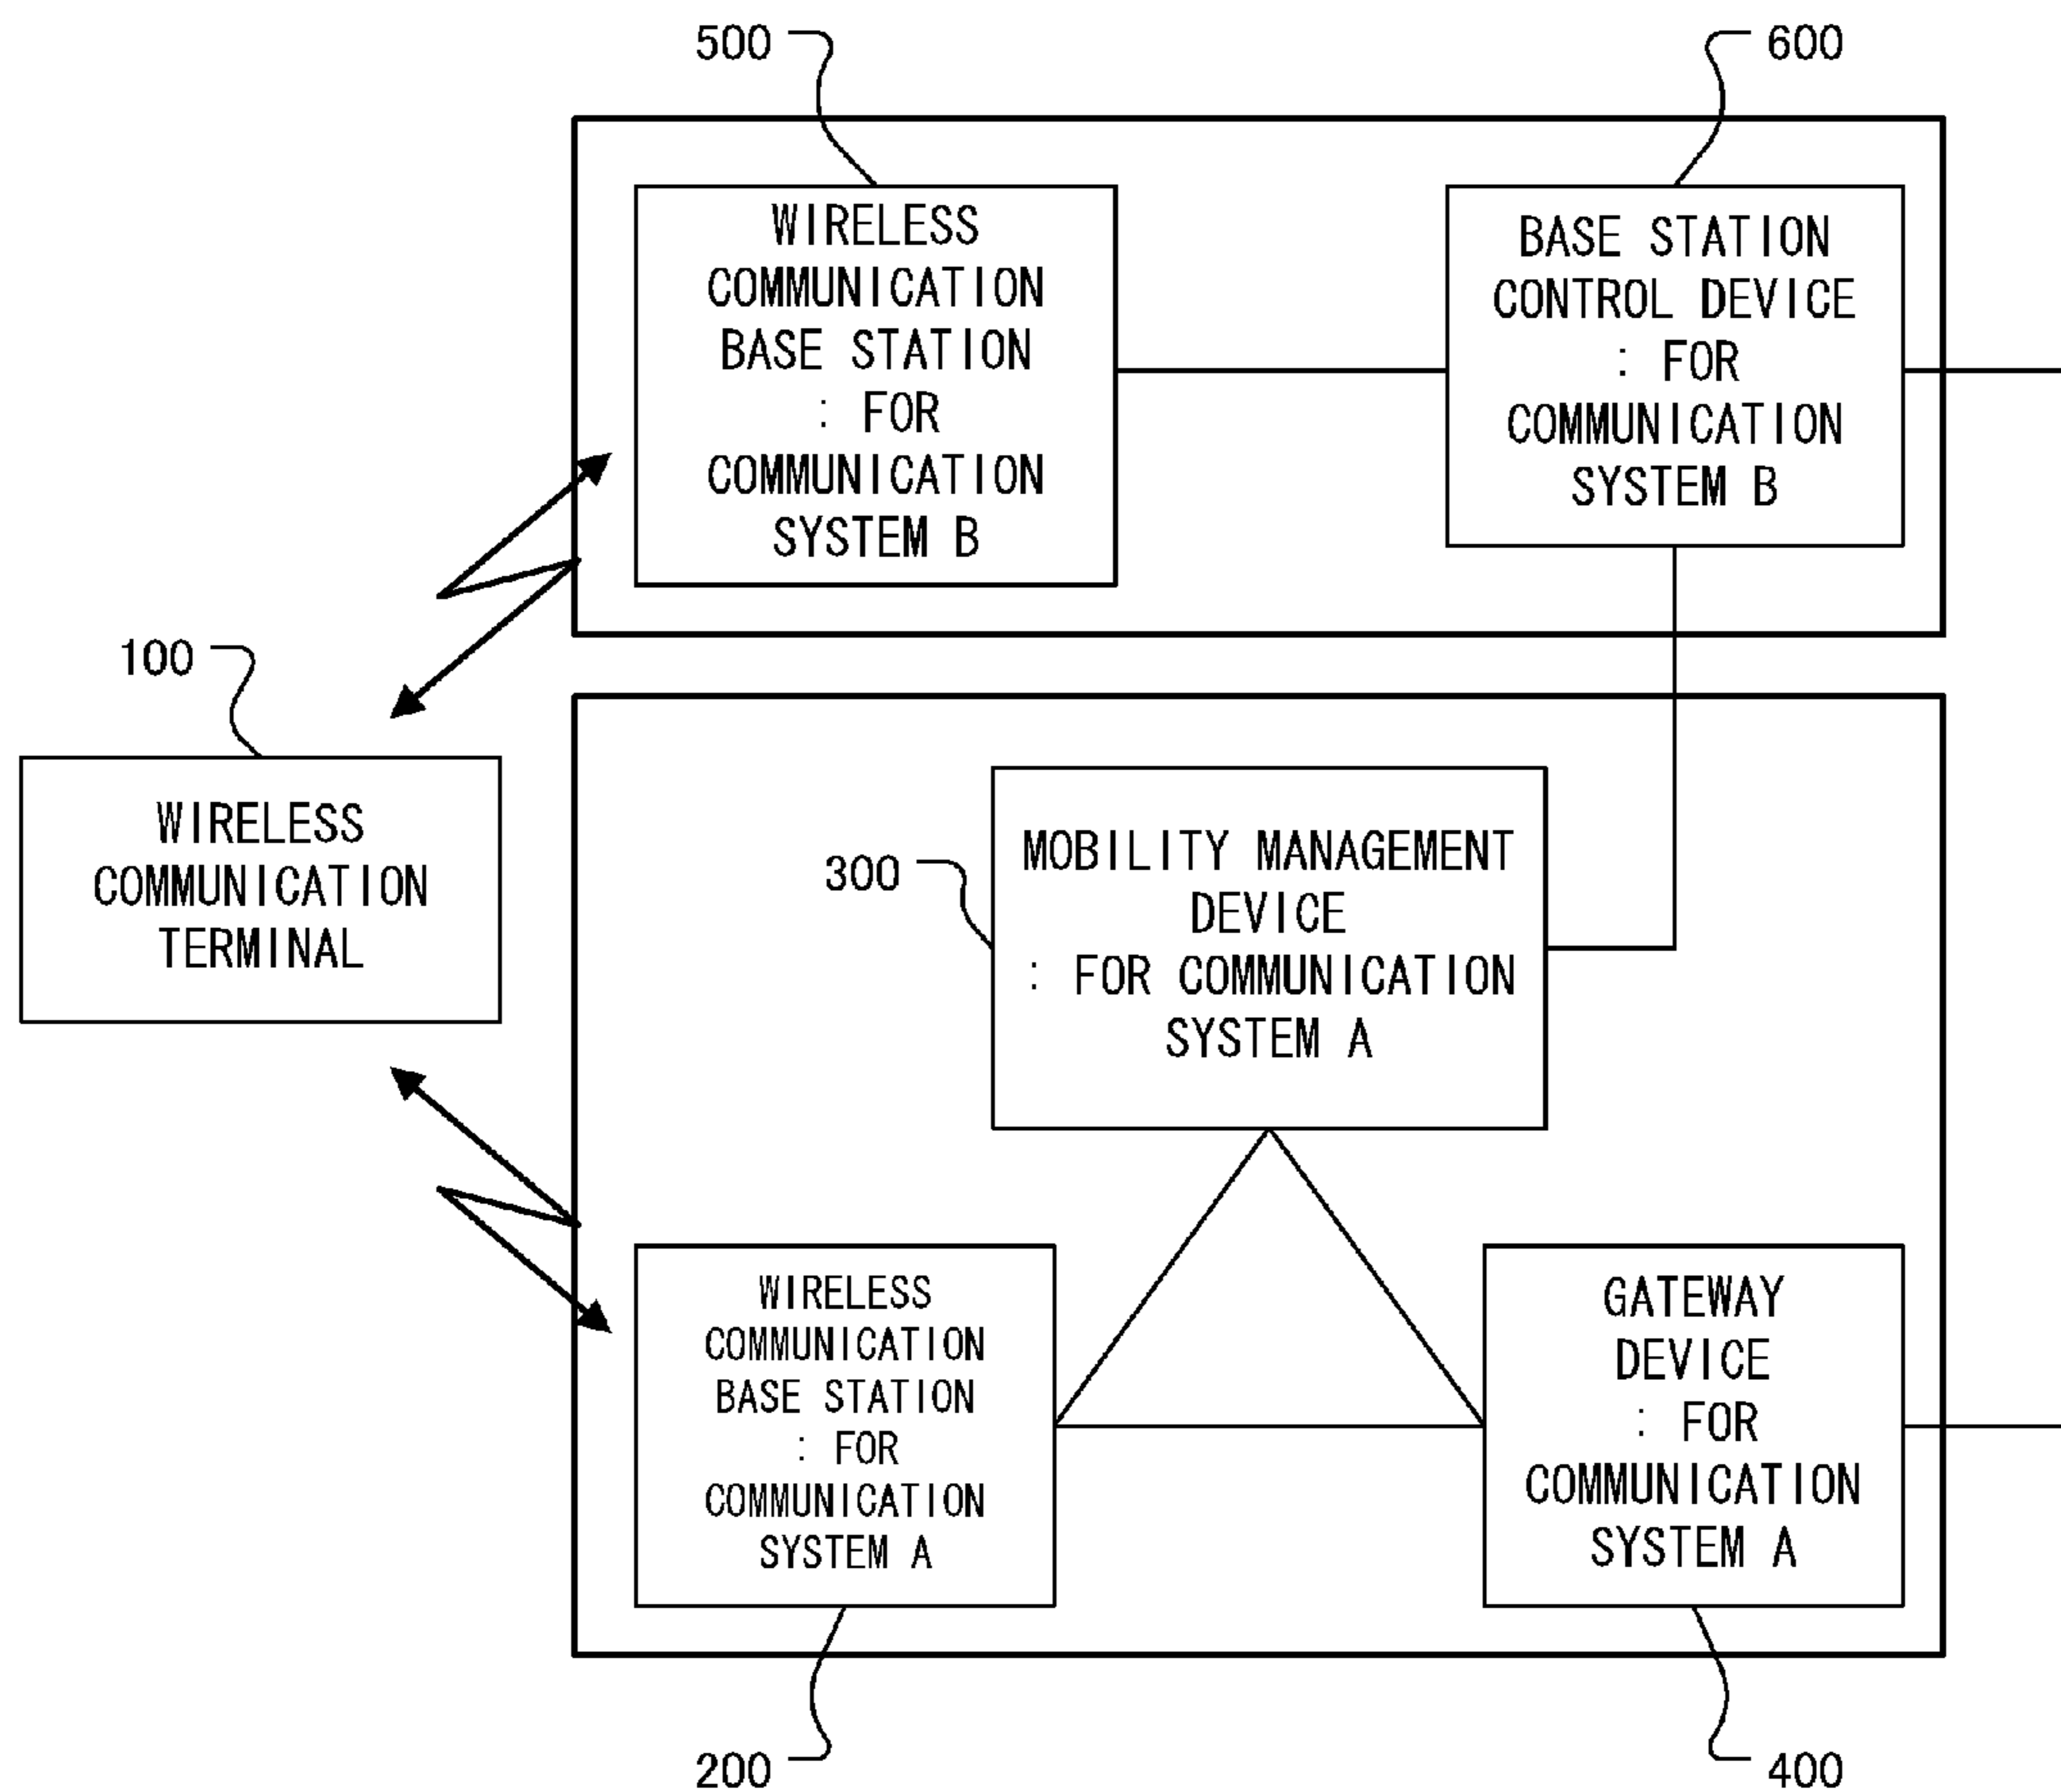 500
600
WIRELESS
COMMUNICATION
BASE STATION
: FOR
COMMUNICATION
SYSTEM B
BASE STATION
CONTROL DEVICE
: FOR
COMMUNICATION
SYSTEM B
100
WIRELESS
COMMUNICATION
TERMINAL
300
MOBILITY MANAGEMENT
DEVICE
: FOR COMMUNICATION
SYSTEM A
WIRELESS
COMMUNICATION
BASE STATION
: FOR
COMMUNICATION
SYSTEM A
GATEWAY
DEVICE
: FOR
COMMUNICATION
SYSTEM A
200
400